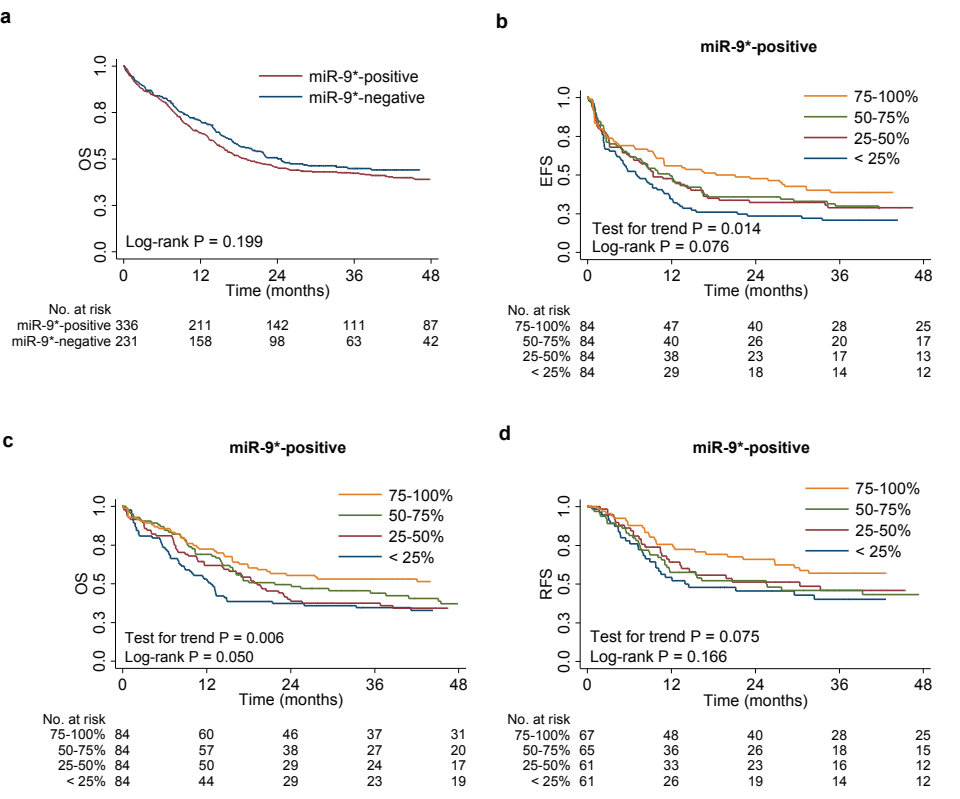 a
OS
1.0
0.8
0.5
0.3
0.0
miR-9*-positive
miR-9*-negative
Log-rank P = 0.199
0 12 24 36 48
Time (months)
No. at risk
miR-9*-positive 336 211 142 111 87
miR-9*-negative 231 158 98 63 42
b
miR-9*-positive
EFS
1.0
0.8
0.5
0.3
0.0
75-100%
50-75%
25-50%
< 25%
Test for trend P = 0.014
Log-rank P = 0.076
0 12 24 36 48
Time (months)
No. at risk
75-100% 84 47 40 28 25
50-75% 84 40 26 20 17
25-50% 84 38 23 17 13
< 25% 84 29 18 14 12
c
miR-9*-positive
OS
1.0
0.8
0.5
0.3
0.0
75-100%
50-75%
25-50%
< 25%
Test for trend P = 0.006
Log-rank P = 0.050
0 12 24 36 48
Time (months)
No. at risk
75-100% 84 60 46 37 31
50-75% 84 57 38 27 20
25-50% 84 50 29 24 17
< 25% 84 44 29 23 19
d
miR-9*-positive
RFS
1.0
0.8
0.5
0.3
0.0
75-100%
50-75%
25-50%
< 25%
Test for trend P = 0.075
Log-rank P = 0.166
0 12 24 36 48
Time (months)
No. at risk
75-100% 67 48 40 28 25
50-75% 65 36 26 18 15
25-50% 61 33 23 16 12
< 25% 61 26 19 14 12